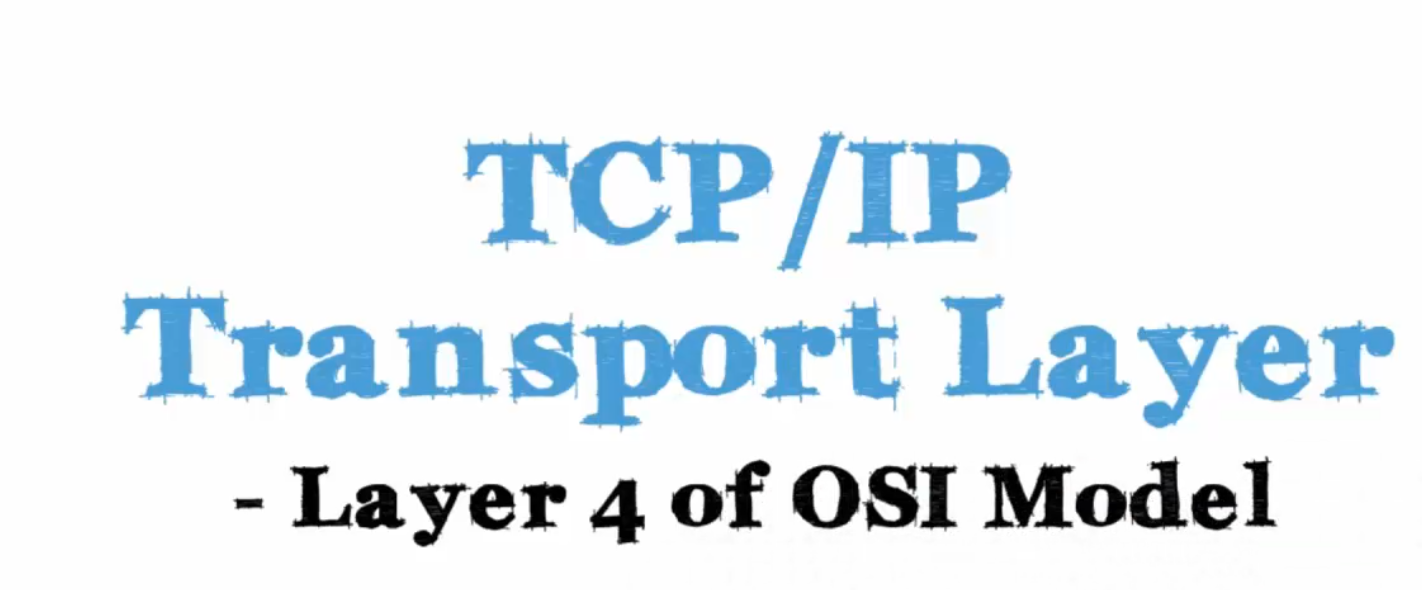 TCP/IP
Transport Layer
- Layer 4 of OSI Model